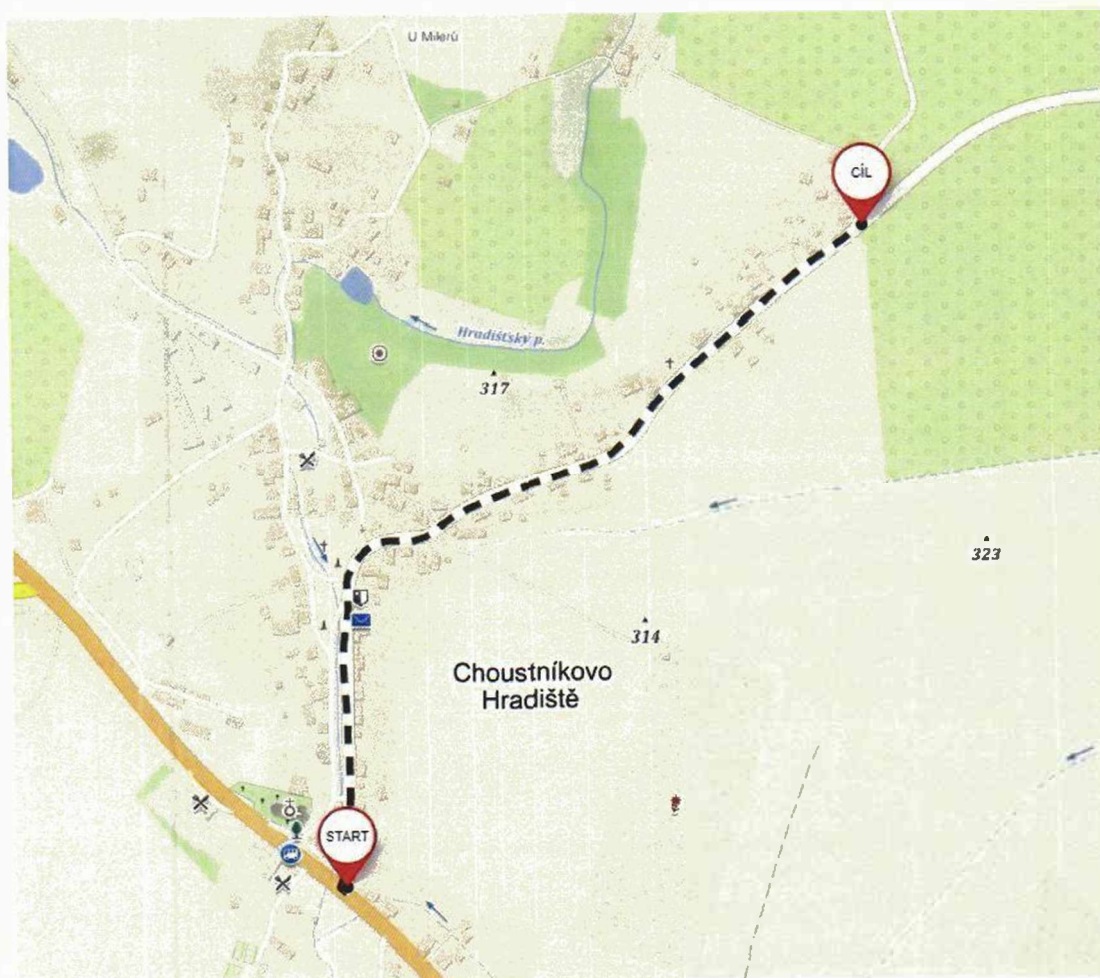 U Milerů
CÍL
Hradišťský p.
317
323
314
Choustníkovo
Hradiště
START